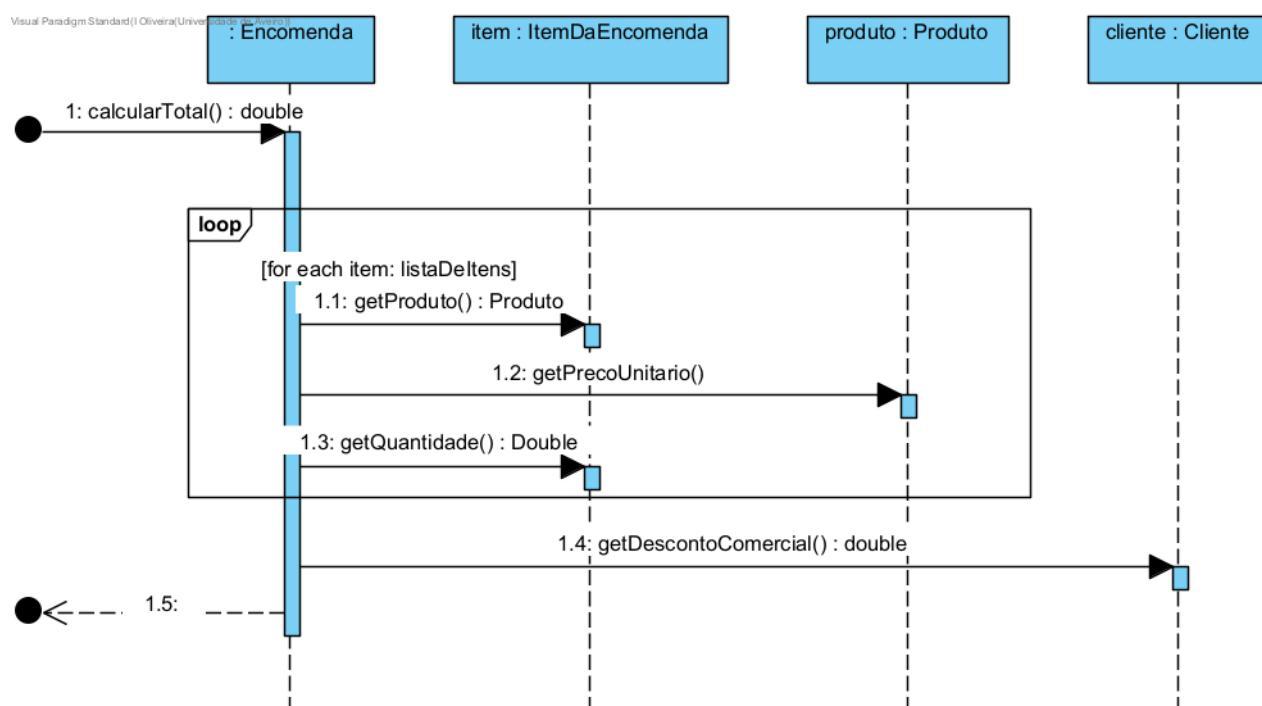 Visual Paradigm Standard(I Oliveira(Universidade de Aveiro))
: Encomenda
item : ItemDaEncomenda
produto : Produto
cliente : Cliente
1: calcularTotal() : double
loop
[for each item: listaDeItens]
1.1: getProduto() : Produto
1.2: getPrecoUnitario()
1.3: getQuantidade() : Double
1.4: getDescontoComercial() : double
1.5: